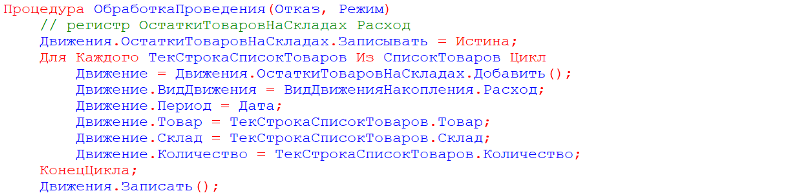 Процедура ОбработкаПроведения(Отказ, Режим)
    // регистр ОстаткиТоваровНаСкладах Расход
    Движения.ОстаткиТоваровНаСкладах.Записывать = Истина;
    Для Каждого ТекСтрокаСписокТоваров Из СписокТоваров Цикл
        Движение = Движения.ОстаткиТоваровНаСкладах.Добавить();
        Движение.ВидДвижения = ВидДвиженияНакопления.Расход;
        Движение.Период = Дата;
        Движение.Товар = ТекСтрокаСписокТоваров.Товар;
        Движение.Склад = ТекСтрокаСписокТоваров.Склад;
        Движение.Количество = ТекСтрокаСписокТоваров.Количество;
    КонецЦикла;
    Движения.Записать();